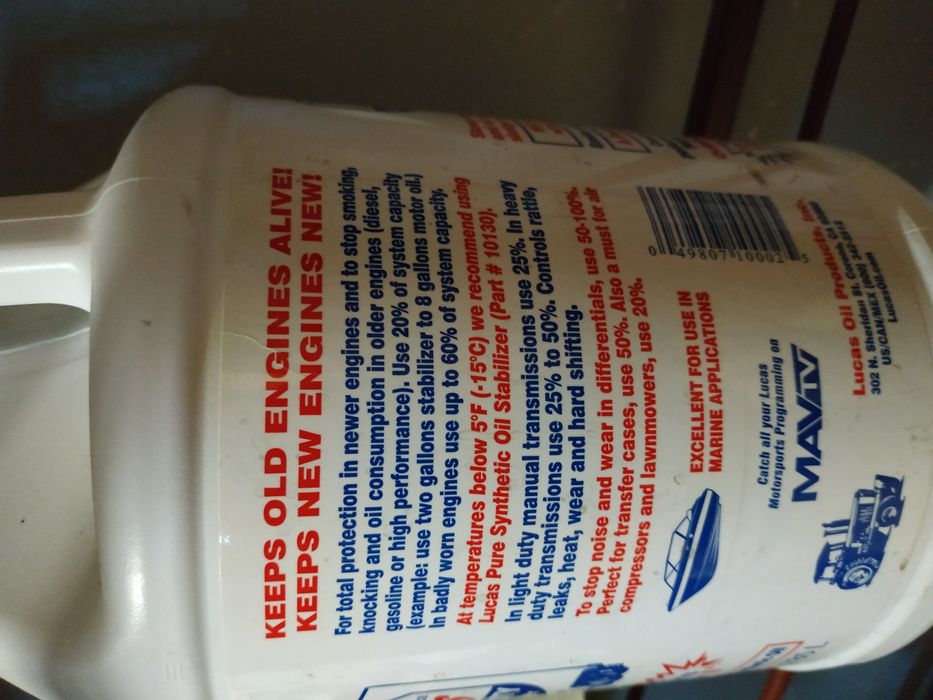 KEEPS OLD ENGINES ALIVE!
KEEPS NEW ENGINES NEW!
For total protection in newer engines and to stop smoking,
knocking and oil consumption in older engines (diesel,
gasoline or high performance). Use 20% of system capacity
(example: use two gallons stabilizer to 8 gallons motor oil.)
In badly worn engines use up to 60% of system capacity.
At temperatures below 5°F (-15°C) we recommend using
Lucas Pure Synthetic Oil Stabilizer (Part # 10130).
In light duty manual transmissions use 25%. In heavy
duty transmissions use 25% to 50%. Controls rattle,
leaks, heat, wear and hard shifting.
To stop noise and wear in differentials, use 50-100%.
Perfect for transfer cases, use 50%. Also a must for air
compressors and lawnmowers, use 20%.
EXCELLENT FOR USE IN
MARINE APPLICATIONS
0 49807 10002 5
Catch all your Lucas
Motorsports Programming on
MAVTV
Lucas Oil Products, Inc.
302 N. Sheridan St. Corona, CA
US/CAN/MEX (800) 342-2512
LucasOil.com